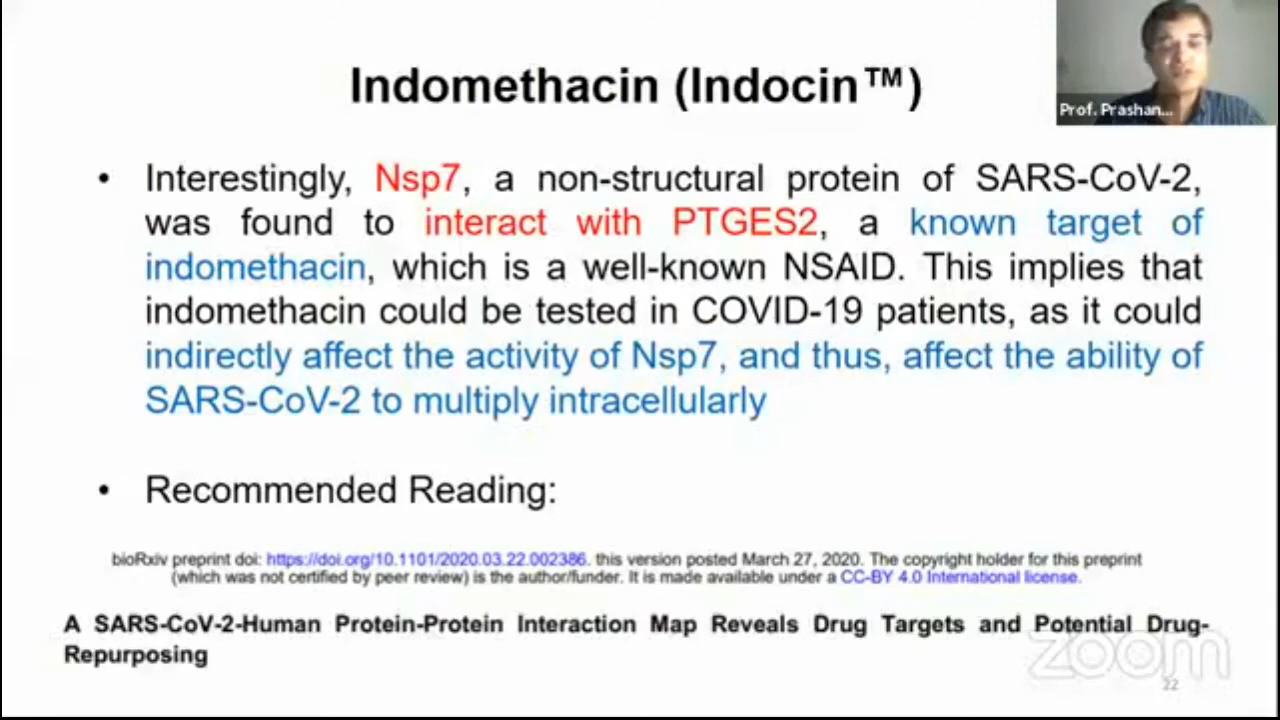 Indomethacin (Indocin™)
Prof. Prashan...
• Interestingly, Nsp7, a non-structural protein of SARS-CoV-2,
was found to interact with PTGES2, a known target of
indomethacin, which is a well-known NSAID. This implies that
indomethacin could be tested in COVID-19 patients, as it could
indirectly affect the activity of Nsp7, and thus, affect the ability of
SARS-CoV-2 to multiply intracellularly
• Recommended Reading:
bioRxiv preprint doi: https://doi.org/10.1101/2020.03.22.002386. this version posted March 27, 2020. The copyright holder for this preprint
(which was not certified by peer review) is the author/funder. It is made available under a CC-BY 4.0 International license.
A SARS-CoV-2-Human Protein-Protein Interaction Map Reveals Drug Targets and Potential Drug-
Repurposing
zoom
22